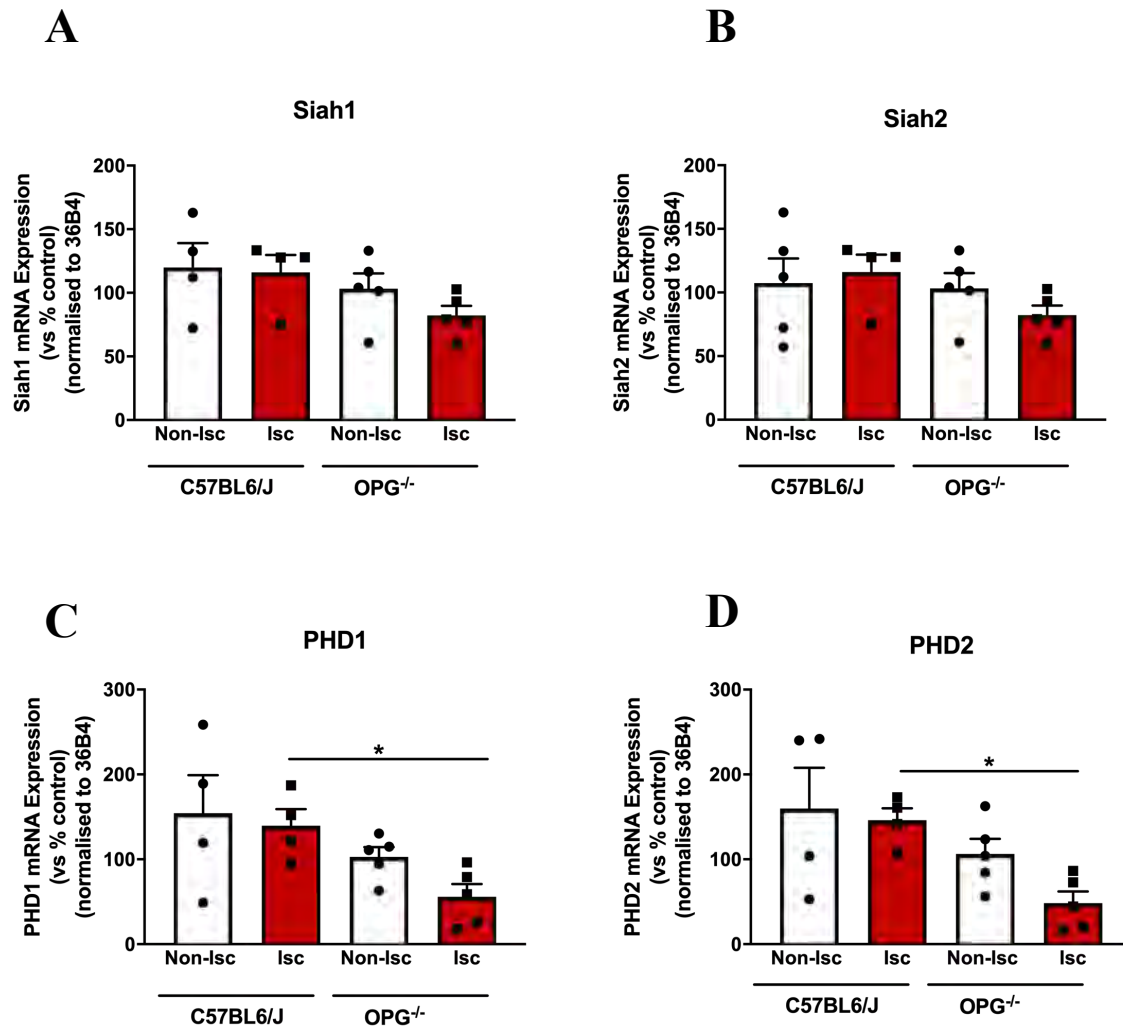 A
Siah1
Siah1 mRNA Expression
(vs % control)
(normalised to 36B4)
200
150
100
50
0
Non-Isc Isc Non-Isc Isc
C57BL6/J OPG-/-
B
Siah2
Siah2 mRNA Expression
(vs % control)
(normalised to 36B4)
200
150
100
50
0
Non-Isc Isc Non-Isc Isc
C57BL6/J OPG-/-
C
PHD1
PHD1 mRNA Expression
(vs % control)
(normalised to 36B4)
300
200
100
0
*
Non-Isc Isc Non-Isc Isc
C57BL6/J OPG-/-
D
PHD2
PHD2 mRNA Expression
(vs % control)
(normalised to 36B4)
300
200
100
0
*
Non-Isc Isc Non-Isc Isc
C57BL6/J OPG-/-